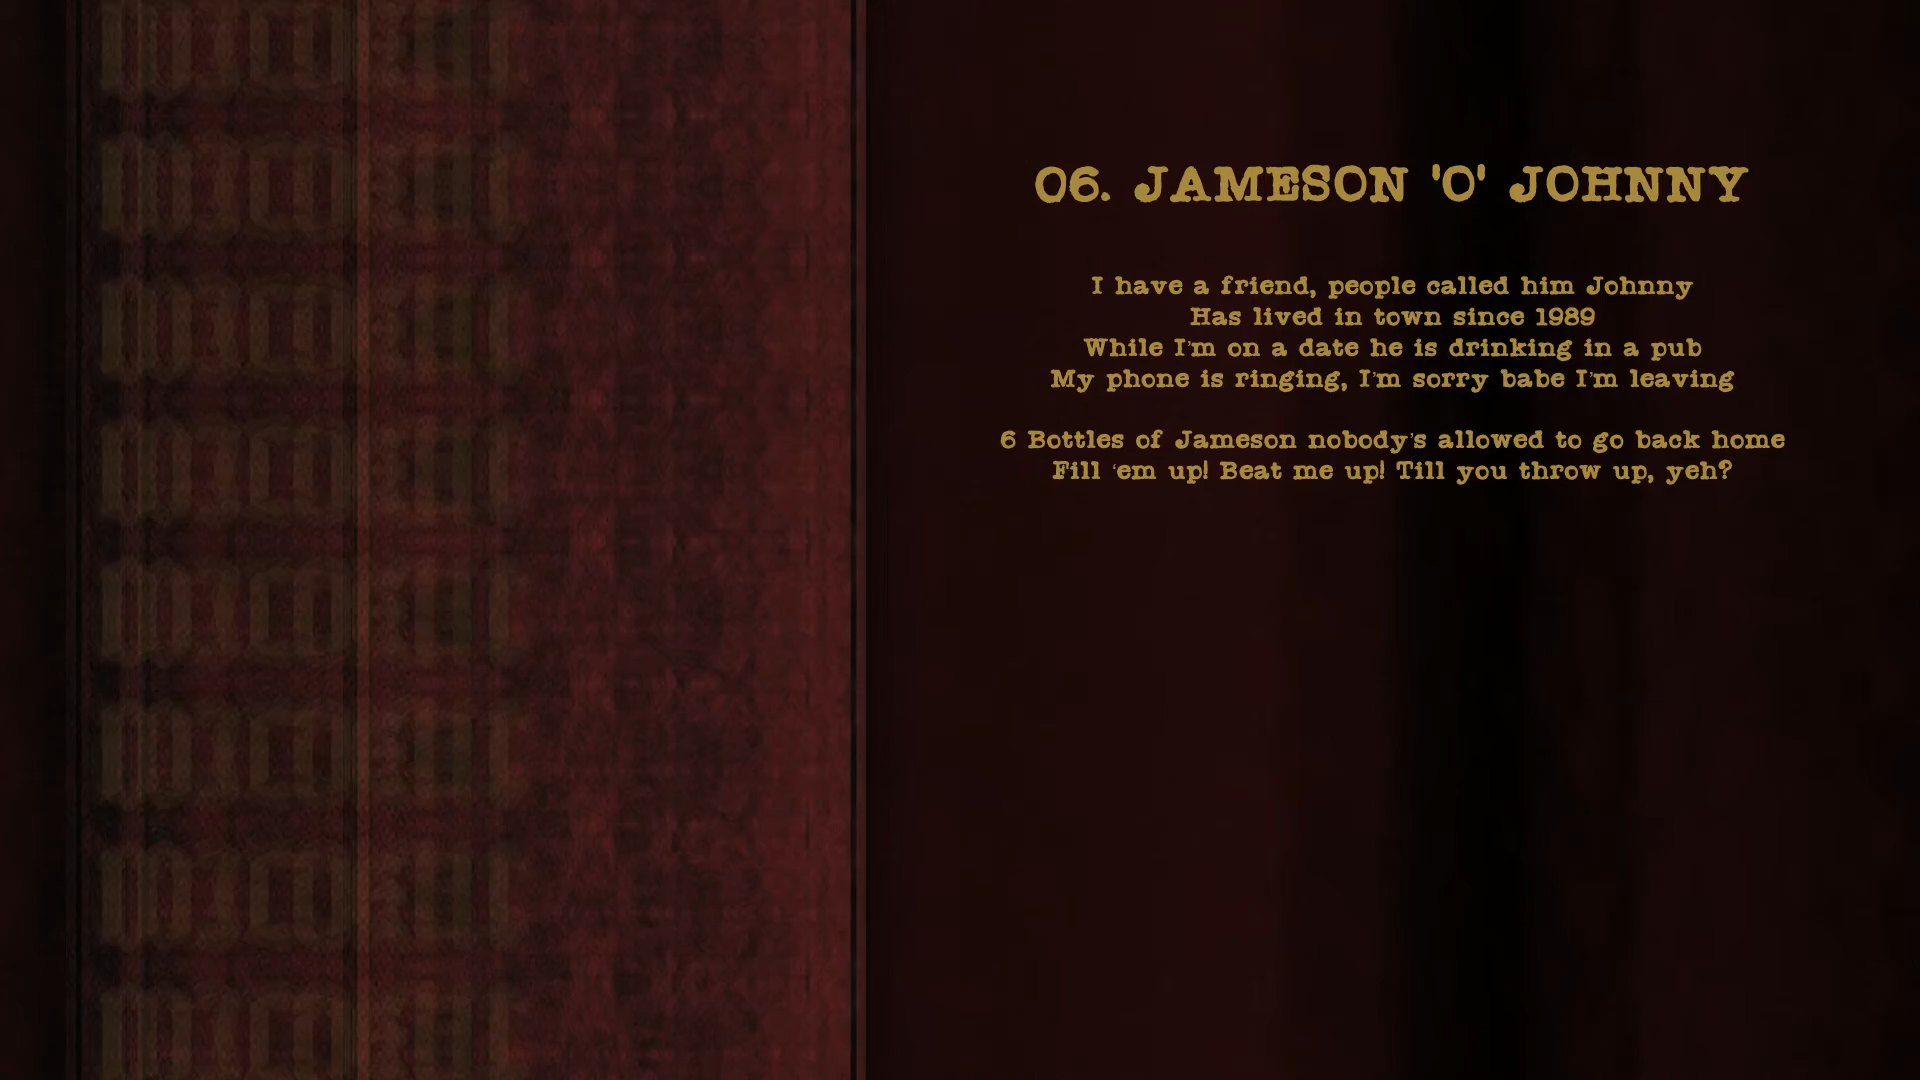 06. JAMESON 'O' JOHNNY
I have a friend, people called him Johnny
Has lived in town since 1989
While I'm on a date he is drinking in a pub
My phone is ringing, I'm sorry babe I'm leaving
6 Bottles of Jameson nobody's allowed to go back home
Fill 'em up! Beat me up! Till you throw up, yeh?